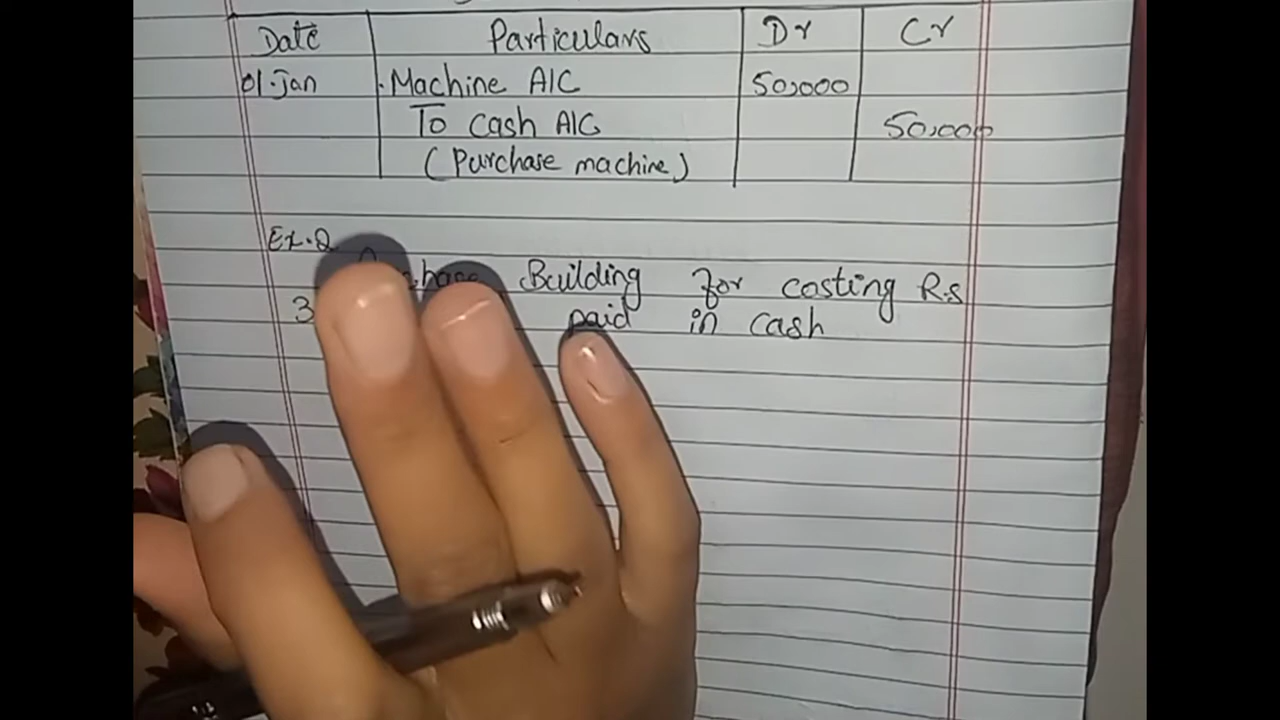 Date Particulars Dr Cr
01.Jan Machine A/C 50,000
To Cash A/C 50,000
(Purchase machine)
Ex.2
Building for costing R.s
3 paid in cash